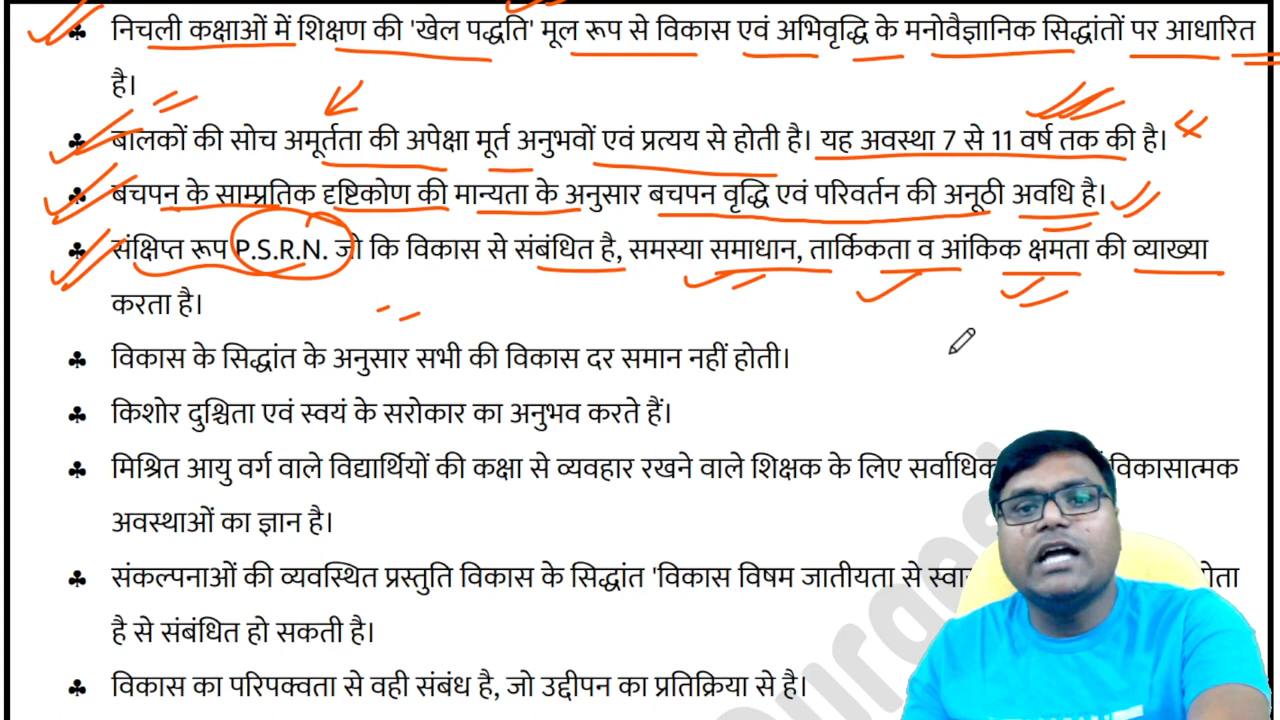 ♣ निचली कक्षाओं में शिक्षण की 'खेल पद्धति' मूल रूप से विकास एवं अभिवृद्धि के मनोवैज्ञानिक सिद्धांतों पर आधारित
है।
♣ बालकों की सोच अमूर्तता की अपेक्षा मूर्त अनुभवों एवं प्रत्यय से होती है। यह अवस्था 7 से 11 वर्ष तक की है।
♣ बचपन के साम्प्रतिक दृष्टिकोण की मान्यता के अनुसार बचपन वृद्धि एवं परिवर्तन की अनूठी अवधि है।
♣ संक्षिप्त रूप P.S.R.N. जो कि विकास से संबंधित है, समस्या समाधान, तार्किकता व आंकिक क्षमता की व्याख्या
करता है।
♣ विकास के सिद्धांत के अनुसार सभी की विकास दर समान नहीं होती।
♣ किशोर दुश्चिता एवं स्वयं के सरोकार का अनुभव करते हैं।
♣ मिश्रित आयु वर्ग वाले विद्यार्थियों की कक्षा से व्यवहार रखने वाले शिक्षक के लिए सर्वाधिक विकासात्मक
अवस्थाओं का ज्ञान है।
♣ संकल्पनाओं की व्यवस्थित प्रस्तुति विकास के सिद्धांत 'विकास विषम जातीयता से
है से संबंधित हो सकती है।
♣ विकास का परिपक्वता से वही संबंध है, जो उद्दीपन का प्रतिक्रिया से है।